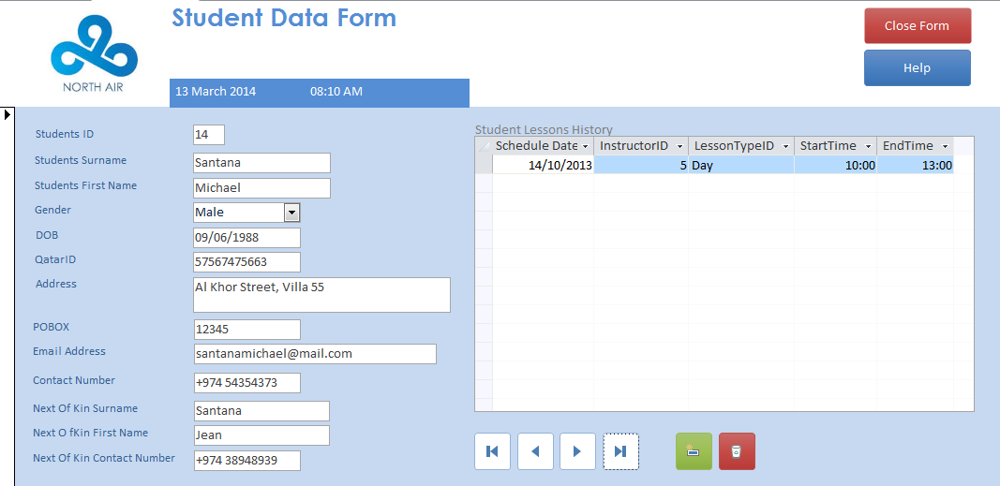 Student Data Form
Close Form
Help
NORTH AIR
13 March 2014 08:10 AM
Students ID 14
Students Surname Santana
Students First Name Michael
Gender Male
DOB 09/06/1988
QatarID 57567475663
Address Al Khor Street, Villa 55
POBOX 12345
Email Address santanamichael@mail.com
Contact Number +974 54354373
Next Of Kin Surname Santana
Next O fKin First Name Jean
Next Of Kin Contact Number +974 38948939
Student Lessons History
Schedule Date InstructorID LessonTypeID StartTime EndTime
14/10/2013 5 Day 10:00 13:00